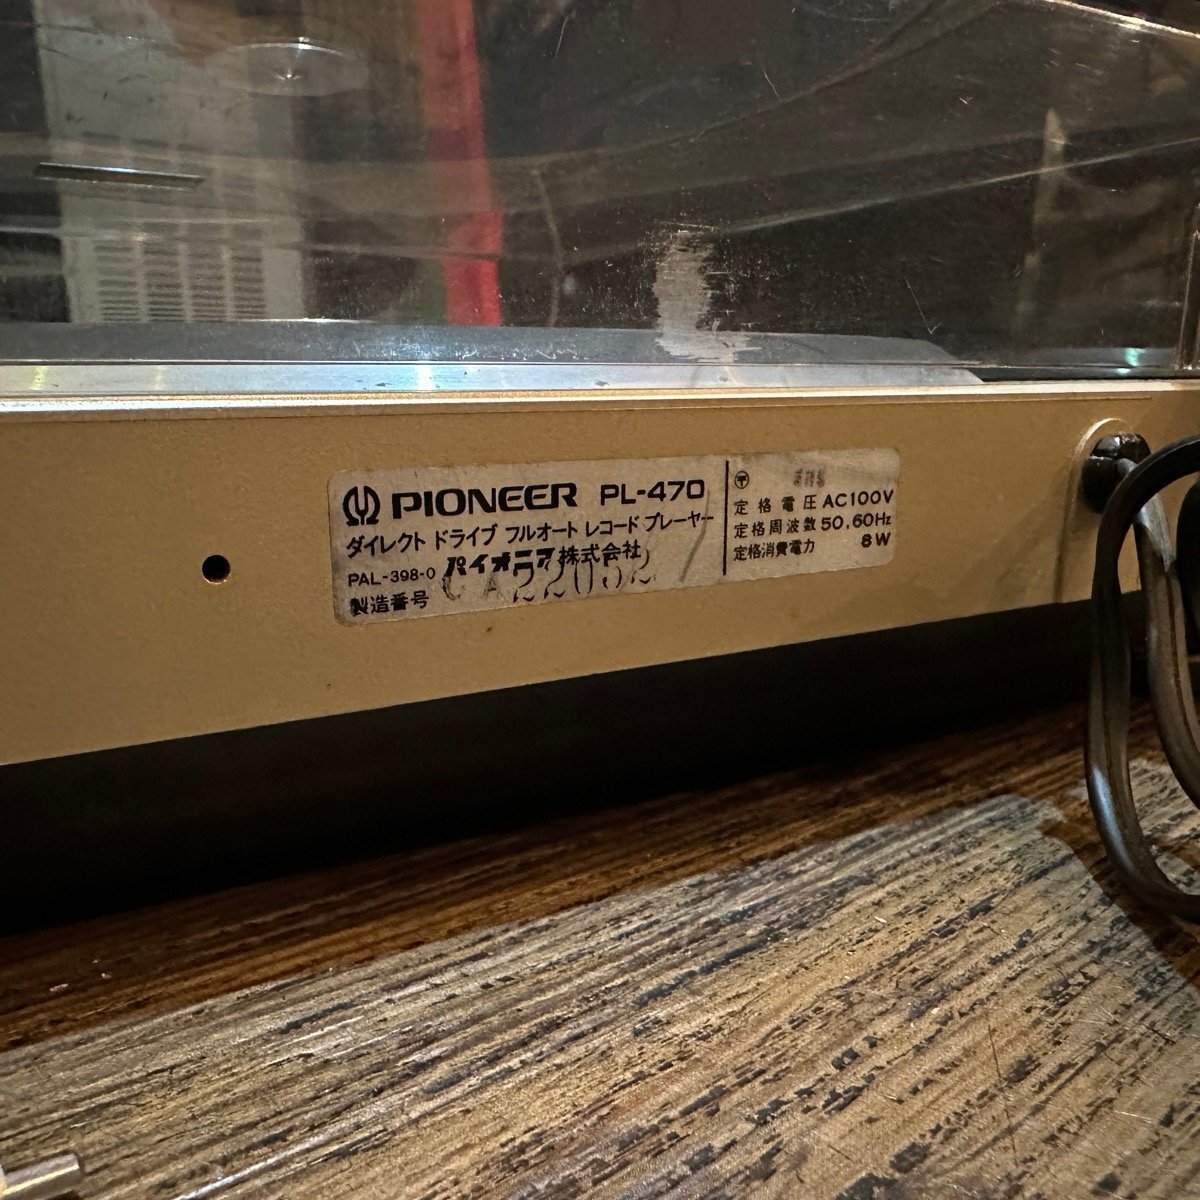 PIONEER PL-470
ダイレクト ドライブ フルオート レコード プレーヤー
パイオニア株式会社
PAL-398-0
製造番号
〒
定格電圧 AC100V
定格周波数 50,60Hz
定格消費電力 8W